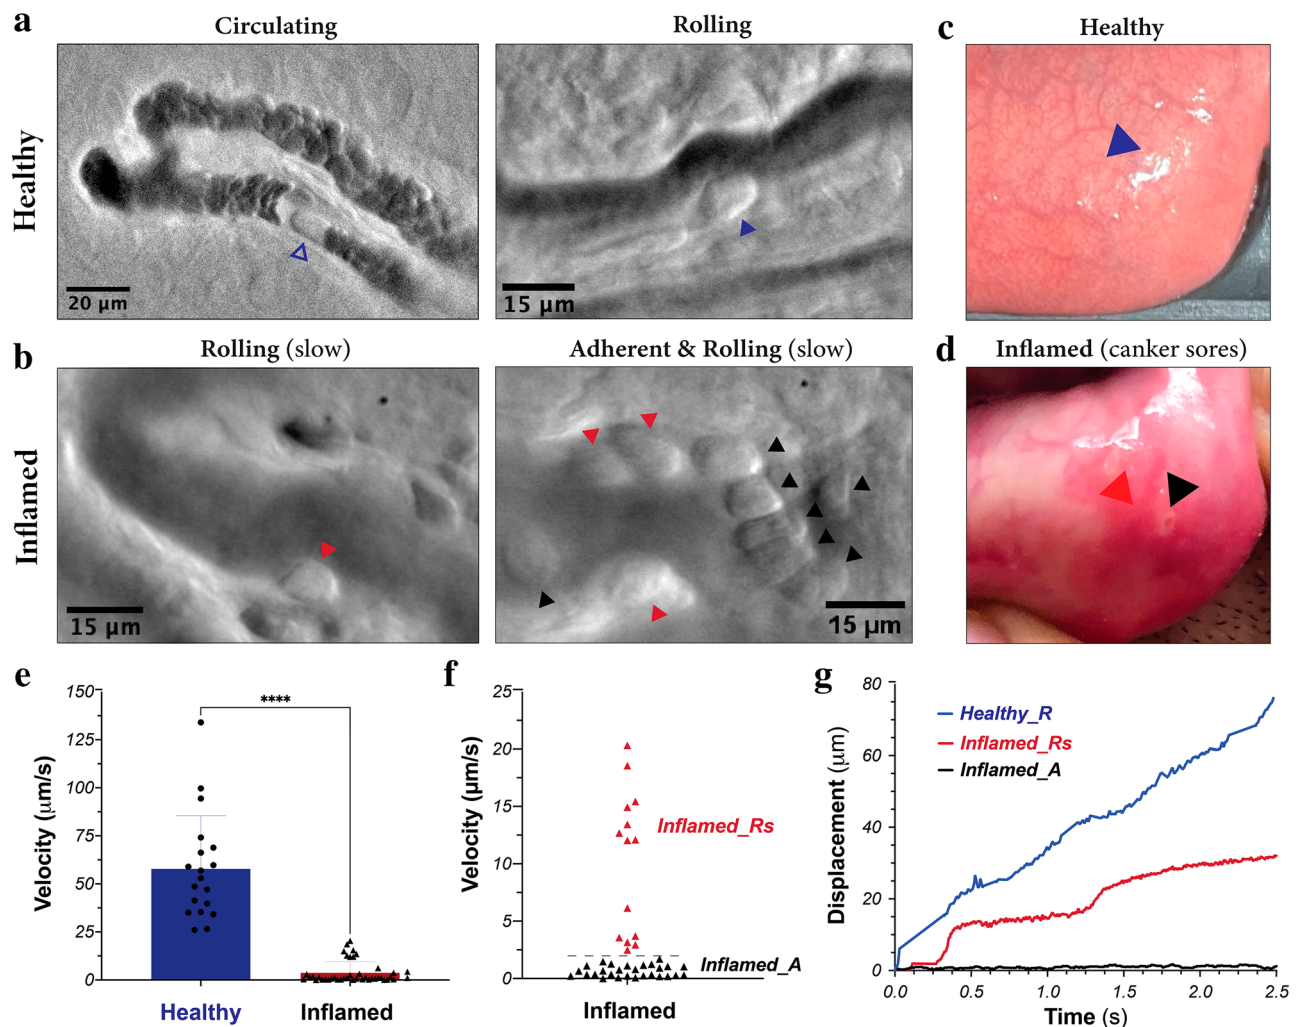 a
Circulating
Rolling
c
Healthy
Healthy
20 µm
15 µm
b
Rolling (slow)
Adherent & Rolling (slow)
d
Inflamed (canker sores)
Inflamed
15 µm
15 µm
e
Velocity (µm/s)
150
125
100
75
50
25
0
****
Healthy
Inflamed
f
Velocity (µm/s)
25
20
15
10
5
0
Inflamed_Rs
Inflamed_A
Inflamed
g
Displacement (µm)
80
60
40
20
0
Healthy_R
Inflamed_Rs
Inflamed_A
0.0
0.5
1.0
1.5
2.0
2.5
Time (s)